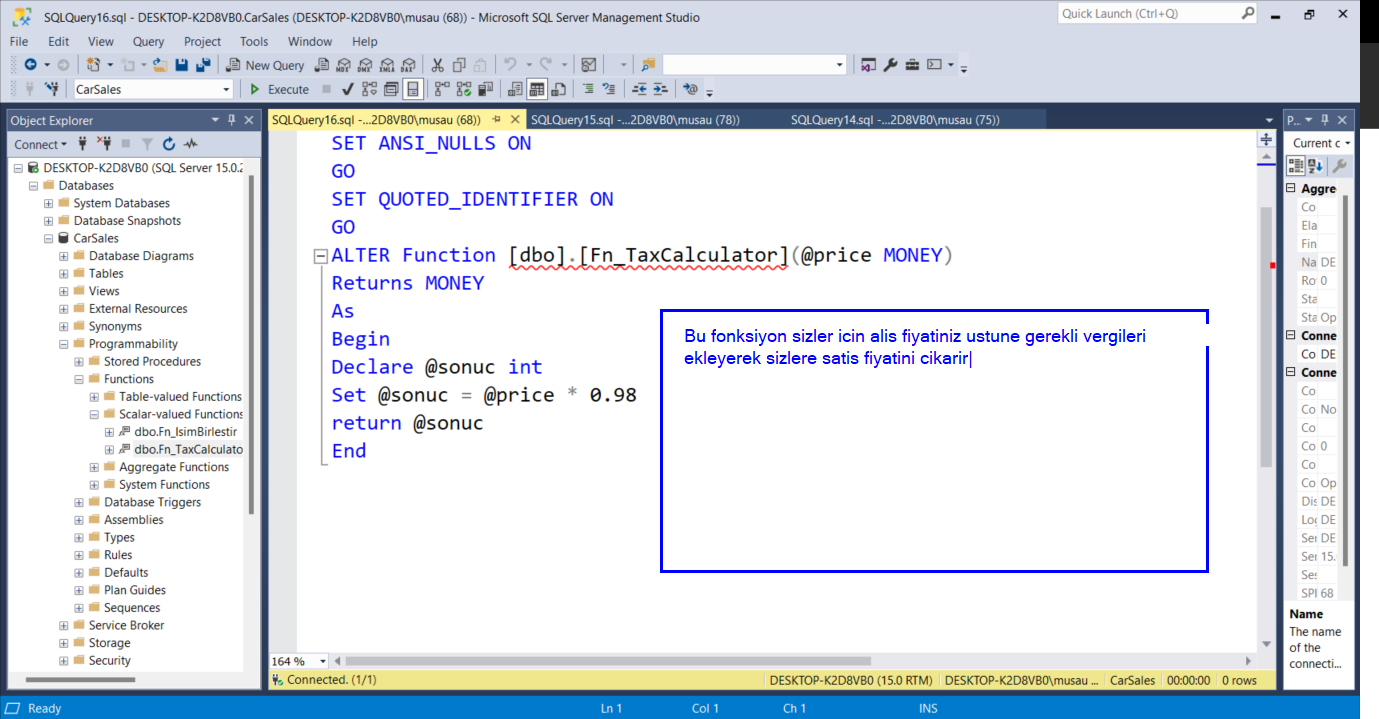 SQLQuery16.sql - DESKTOP-K2D8VB0.CarSales (DESKTOP-K2D8VB0\musau (68)) - Microsoft SQL Server Management Studio
Quick Launch (Ctrl+Q)
File Edit View Query Project Tools Window Help
New Query
CarSales
Execute
Object Explorer
Connect
DESKTOP-K2D8VB0 (SQL Server 15.0.2
Databases
System Databases
Database Snapshots
CarSales
Database Diagrams
Tables
Views
External Resources
Synonyms
Programmability
Stored Procedures
Functions
Table-valued Functions
Scalar-valued Functions
dbo.Fn_IsimBirlestir
dbo.Fn_TaxCalculato
Aggregate Functions
System Functions
Database Triggers
Assemblies
Types
Rules
Defaults
Plan Guides
Sequences
Service Broker
Storage
Security
SQLQuery16.sql -...2D8VB0\musau (68))
SQLQuery15.sql -...2D8VB0\musau (78))
SQLQuery14.sql -...2D8VB0\musau (75))
SET ANSI_NULLS ON
GO
SET QUOTED_IDENTIFIER ON
GO
ALTER Function [dbo].[Fn_TaxCalculator](@price MONEY)
Returns MONEY
As
Begin
Declare @sonuc int
Set @sonuc = @price * 0.98
return @sonuc
End
Bu fonksiyon sizler icin alis fiyatiniz ustune gerekli vergileri
ekleyerek sizlere satis fiyatini cikarir
164 %
Connected. (1/1)
DESKTOP-K2D8VB0 (15.0 RTM)
DESKTOP-K2D8VB0\musau ...
CarSales
00:00:00
0 rows
P...
Current c
Aggre
Co
Ela
Fin
Na DE
Ro 0
Sta
Sta Op
Conne
Co DE
Conne
Co
Co No
Co
Co 0
Co
Co Op
Dis DE
Log DE
Ser DE
Ser 15.
Ses
SPI 68
Name
The name
of the
connecti...
Ready
Ln 1
Col 1
Ch 1
INS